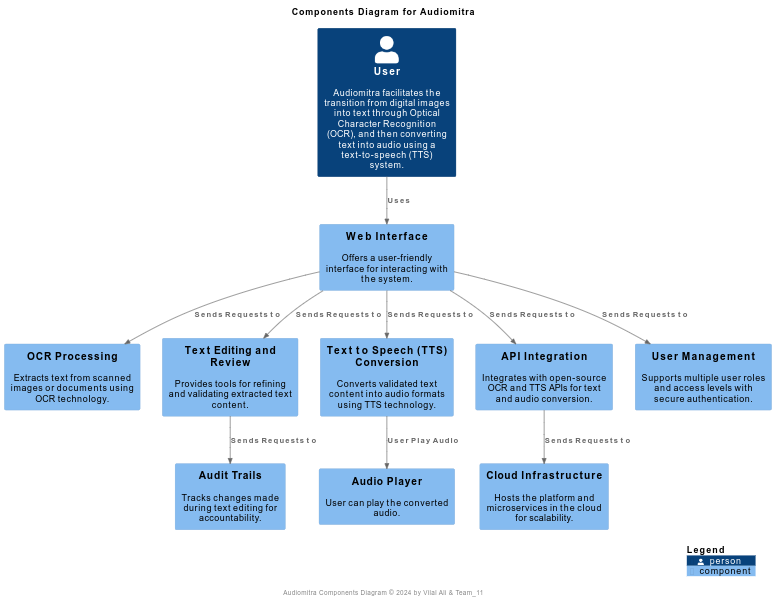 Components Diagram for Audiomitra
User
Audiomitra facilitates the
transition from digital images
into text through Optical
Character Recognition
(OCR), and then converting
text into audio using a
text-to-speech (TTS)
system.
Uses
Web Interface
Offers a user-friendly
interface for interacting with
the system.
Sends Requests to
Sends Requests to
Sends Requests to
Sends Requests to
Sends Requests to
OCR Processing
Extracts text from scanned
images or documents using
OCR technology.
Text Editing and
Review
Provides tools for refining
and validating extracted text
content.
Text to Speech (TTS)
Conversion
Converts validated text
content into audio formats
using TTS technology.
API Integration
Integrates with open-source
OCR and TTS APIs for text
and audio conversion.
User Management
Supports multiple user roles
and access levels with
secure authentication.
Sends Requests to
User Play Audio
Sends Requests to
Audit Trails
Tracks changes made
during text editing for
accountability.
Audio Player
User can play the converted
audio.
Cloud Infrastructure
Hosts the platform and
microservices in the cloud
for scalability.
Legend
person
component
Audiomitra Components Diagram © 2024 by Vilal Ali & Team_11